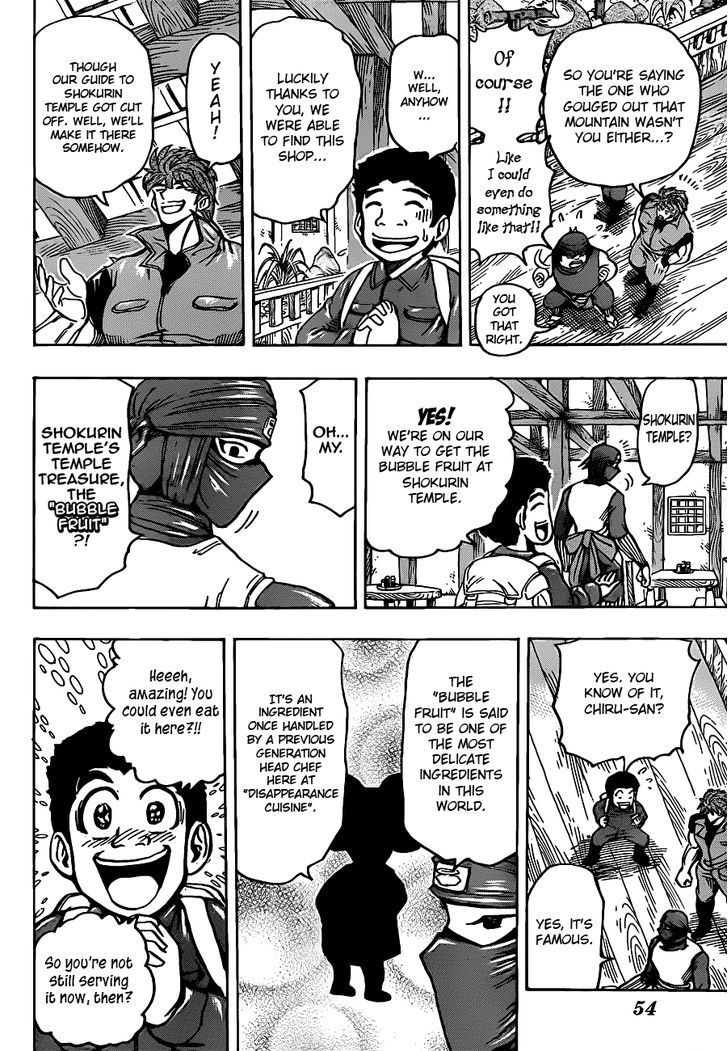 SO YOU'RE SAYING
THE ONE WHO
GOUGED OUT THAT
MOUNTAIN WASN'T
YOU EITHER...?
Of
course
!!
Like
I could
even do
something
like that!!
YOU
GOT
THAT
RIGHT.
W...
WELL,
ANYHOW
...
LUCKILY
THANKS TO
YOU, WE
WERE ABLE
TO FIND THIS
SHOP...
YEAH!
THOUGH
OUR GUIDE TO
SHOKURIN
TEMPLE GOT CUT
OFF. WELL, WE'LL
MAKE IT THERE
SOMEHOW.
SHOKURIN
TEMPLE?
YES!
WE'RE ON OUR
WAY TO GET THE
BUBBLE FRUIT AT
SHOKURIN
TEMPLE.
OH...
MY.
SHOKURIN
TEMPLE'S
TEMPLE
TREASURE,
THE
"BUBBLE
FRUIT"
?!
YES. YOU
KNOW OF IT,
CHIRU-SAN?
YES, IT'S
FAMOUS.
THE
"BUBBLE
FRUIT" IS SAID
TO BE ONE OF
THE MOST
DELICATE
INGREDIENTS
IN THIS
WORLD.
IT'S AN
INGREDIENT
ONCE HANDLED
BY A PREVIOUS
GENERATION
HEAD CHEF
HERE AT
"DISAPPEARANCE
CUISINE".
Heeeh,
amazing! You
could even eat
it here?!!
So you're not
still serving
it now, then?
54